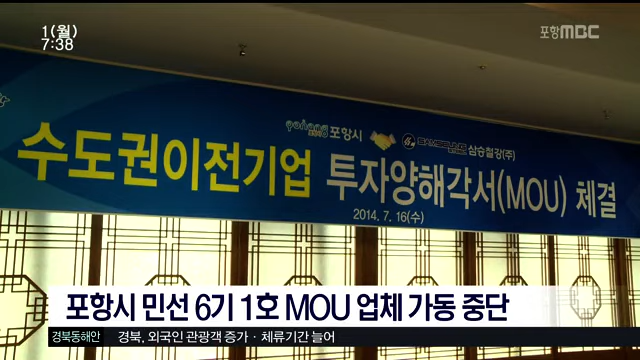 1(월)
7:38
포항MBC
pohang 포항시 삼승철강(주)
수도권이전기업 투자양해각서(MOU) 체결
2014. 7. 16(수)
포항시 민선 6기 1호 MOU 업체 가동 중단
경북동해안 경북, 외국인 관광객 증가·체류기간 늘어